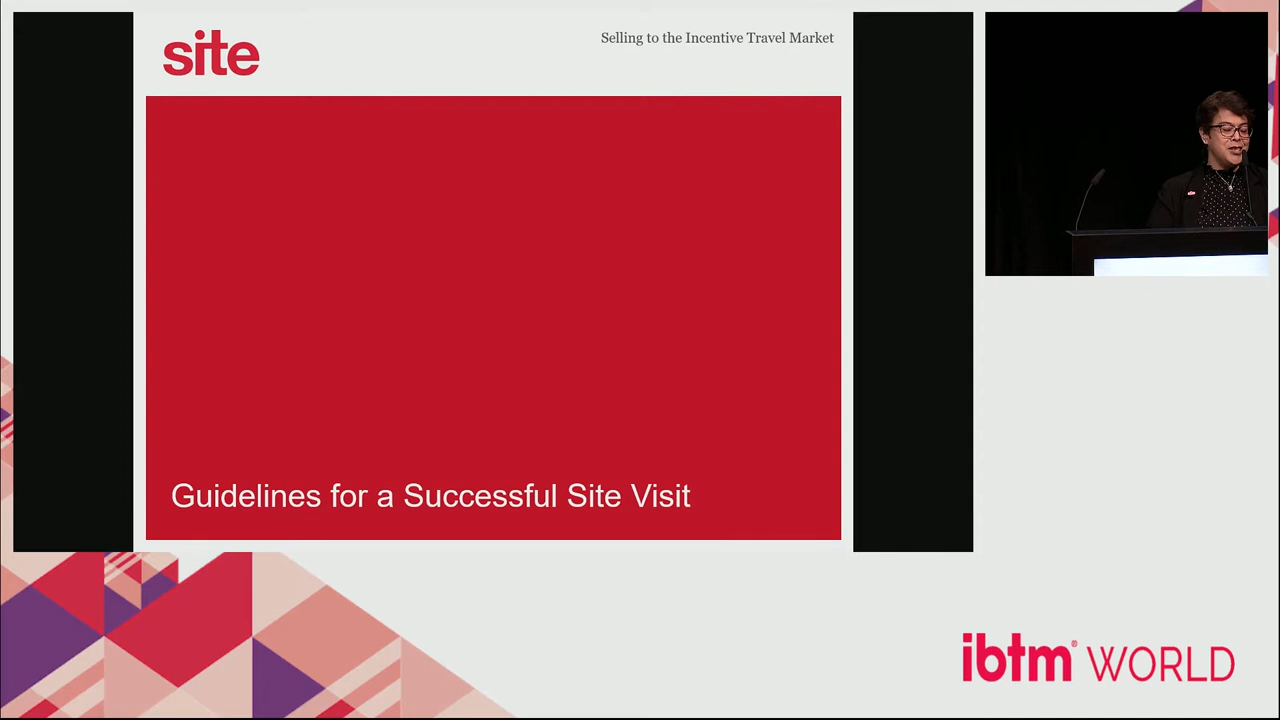 site
Selling to the Incentive Travel Market
Guidelines for a Successful Site Visit
ibtm® WORLD